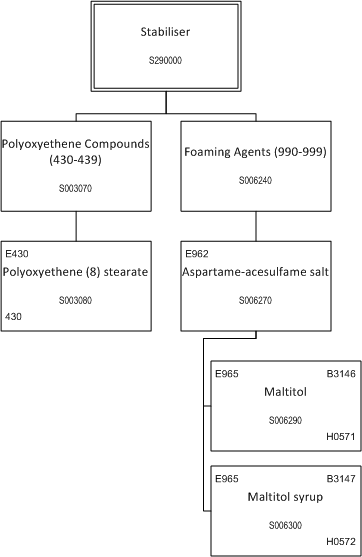 Stabiliser
S290000
Polyoxyethene Compounds
(430-439)
S003070
Foaming Agents (990-999)
S006240
E430
Polyoxyethene (8) stearate
S003080
430
E962
Aspartame-acesulfame salt
S006270
E965 B3146
Maltitol
S006290
H0571
E965 B3147
Maltitol syrup
S006300
H0572